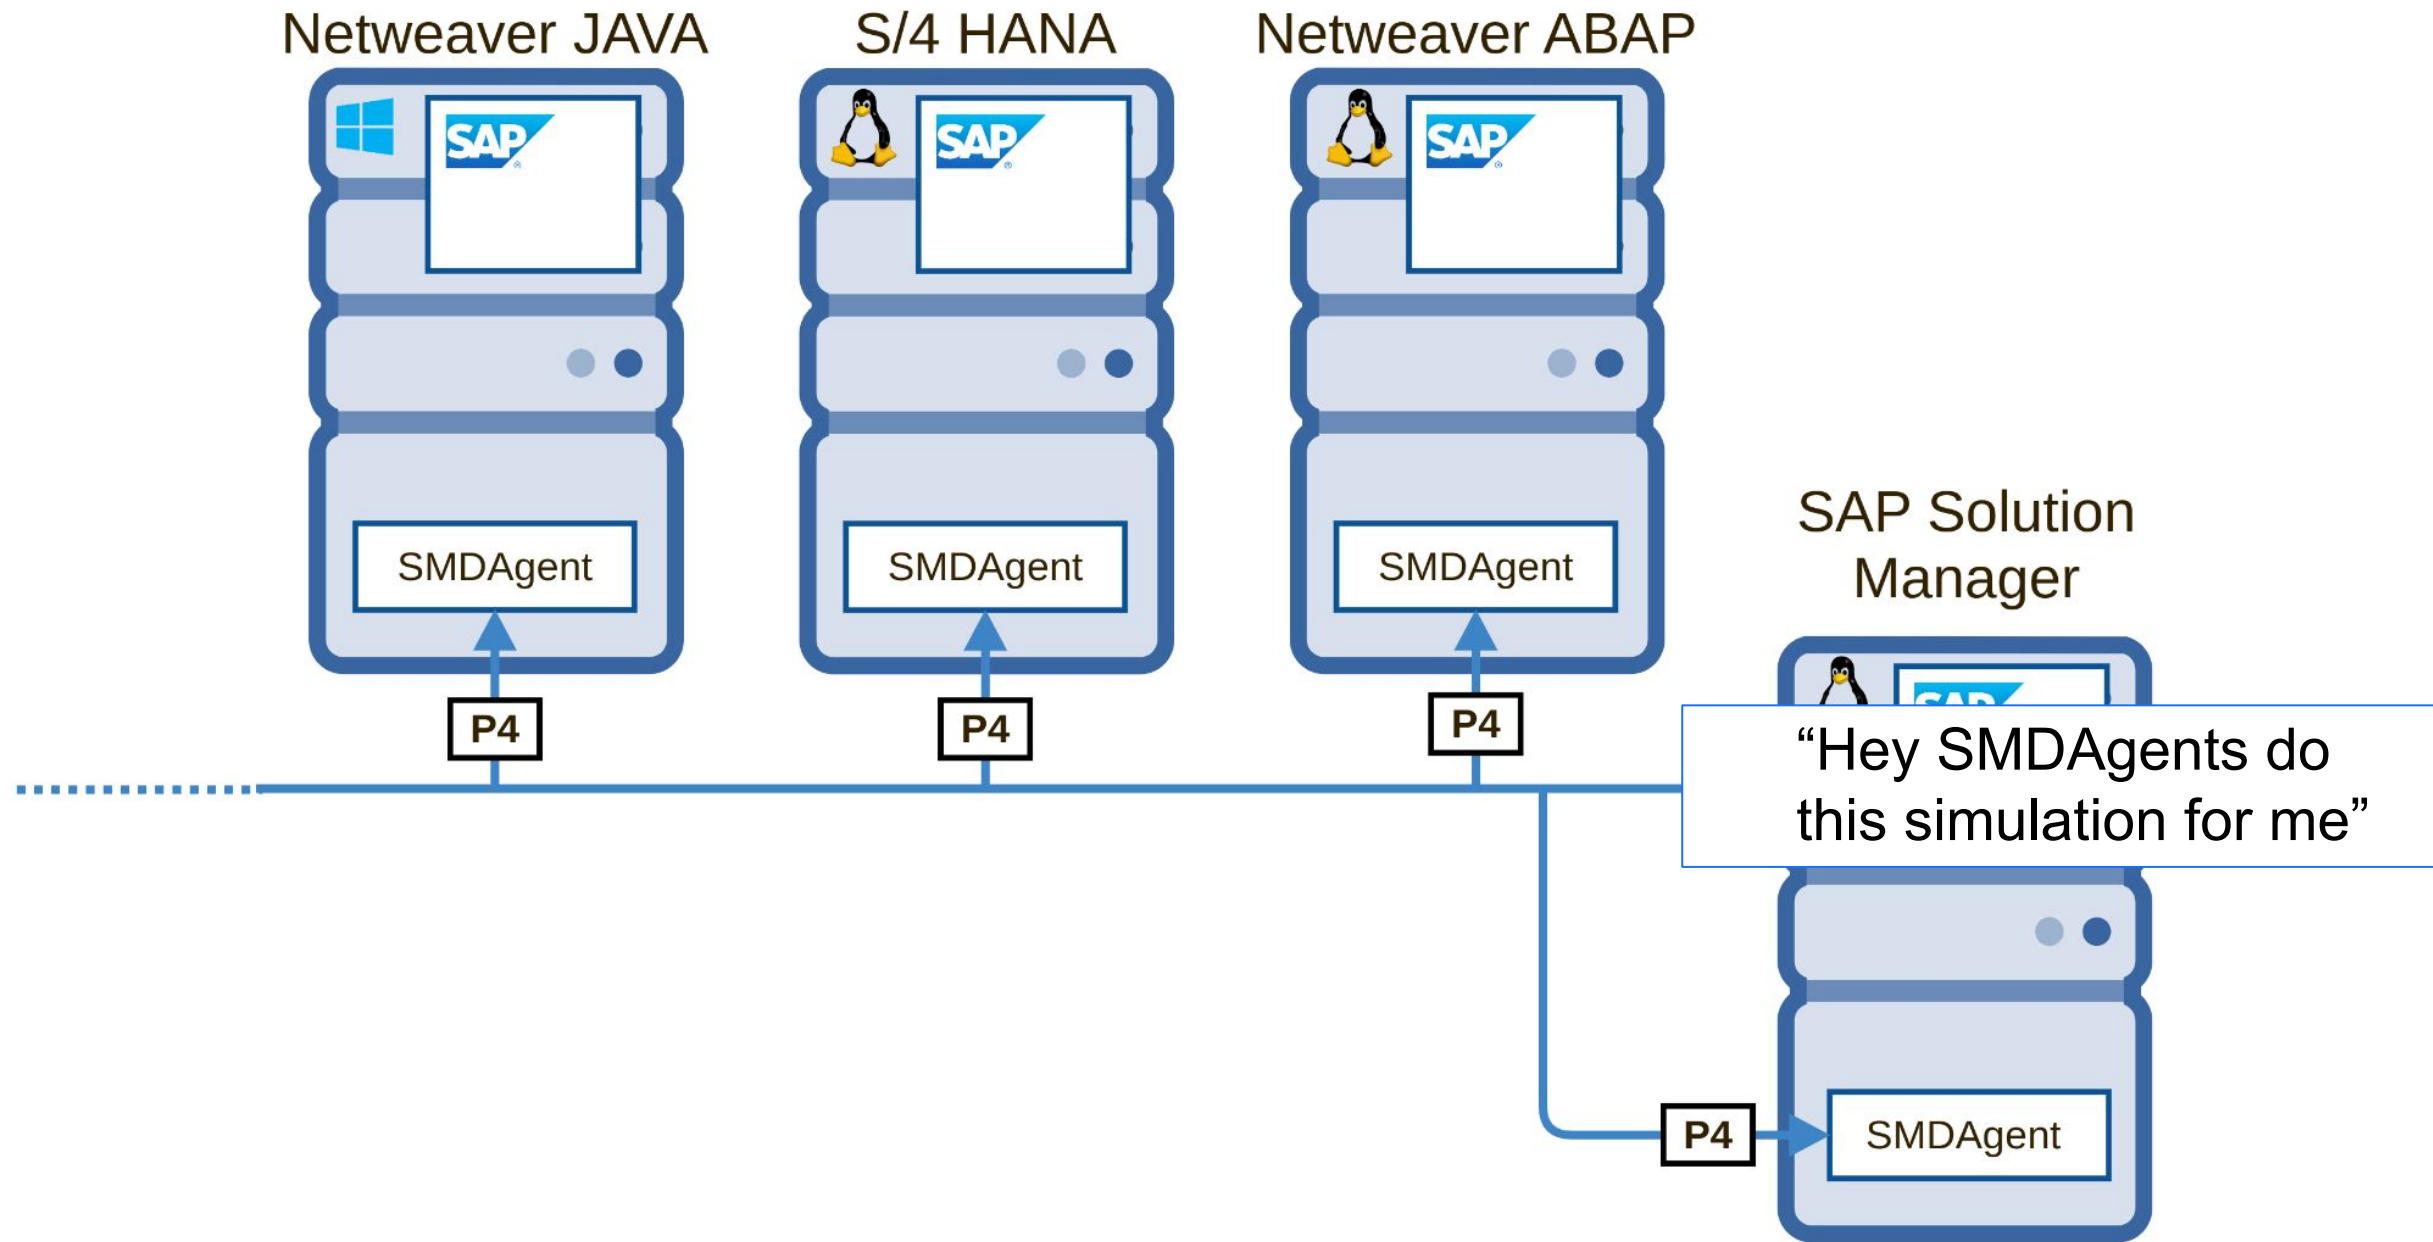 Netweaver JAVA
S/4 HANA
Netweaver ABAP
SAP
SAP
SAP
SMDAgent
SMDAgent
SMDAgent
P4
P4
P4
SAP Solution
Manager
SAP
“Hey SMDAgents do
this simulation for me”
P4
SMDAgent